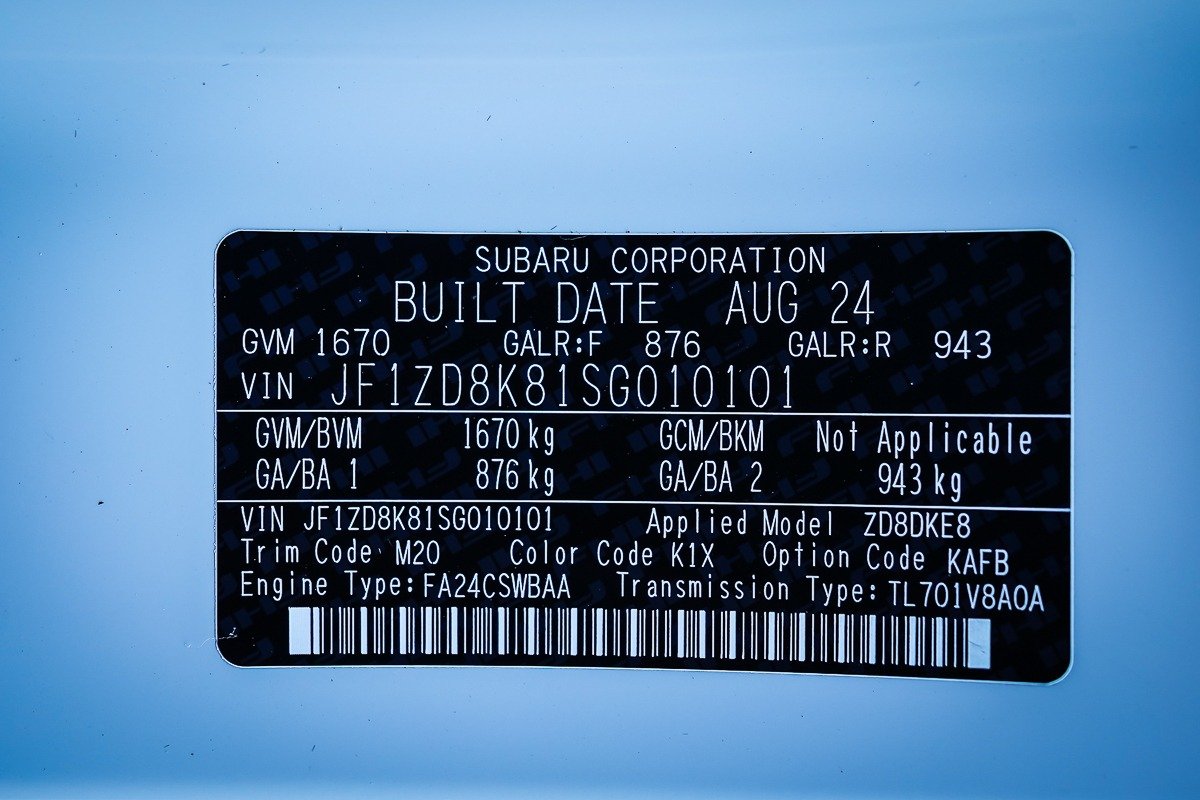 SUBARU CORPORATION
BUILT DATE AUG 24
GVM 1670 GALR:F 876 GALR:R 943
VIN JF1ZD8K81SG010101
GVM/BVM 1670 kg GCM/BKM Not Applicable
GA/BA 1 876 kg GA/BA 2 943 kg
VIN JF1ZD8K81SG010101 Applied Model ZD8DKE8
Trim Code M20 Color Code K1X Option Code KAFB
Engine Type:FA24CSWBAA Transmission Type:TL701V8A0A